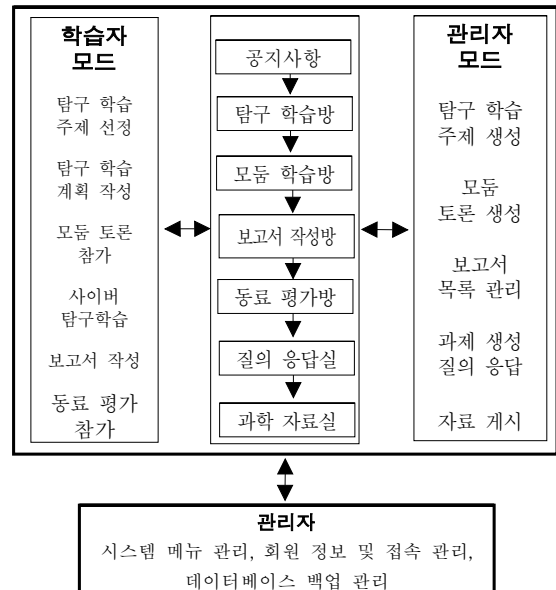 학습자
모드
탐구 학습
주제 선정
탐구 학습
계획 작성
모둠 토론
참가
사이버
탐구학습
보고서 작성
동료 평가
참가
공지사항
탐구 학습방
모둠 학습방
보고서 작성방
동료 평가방
질의 응답실
과학 자료실
관리자
모드
탐구 학습
주제 생성
모둠
토론 생성
보고서
목록 관리
과제 생성
질의 응답
자료 게시
관리자
시스템 메뉴 관리, 회원 정보 및 접속 관리,
데이터베이스 백업 관리